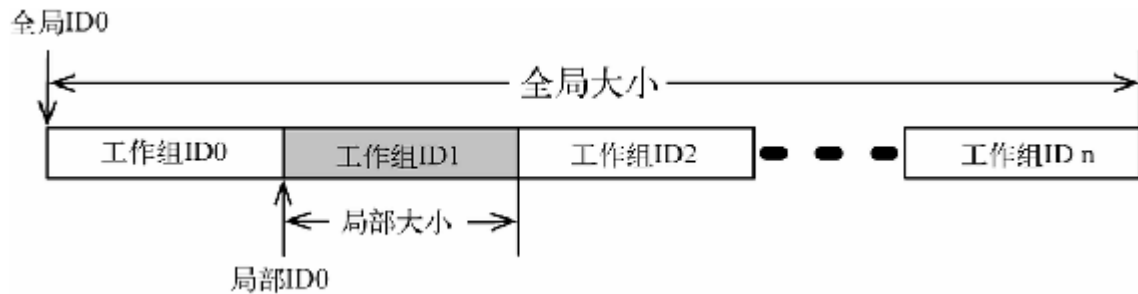 全局ID0
全局大小
工作组ID0
工作组ID1
工作组ID2
工作组ID n
局部大小
局部ID0